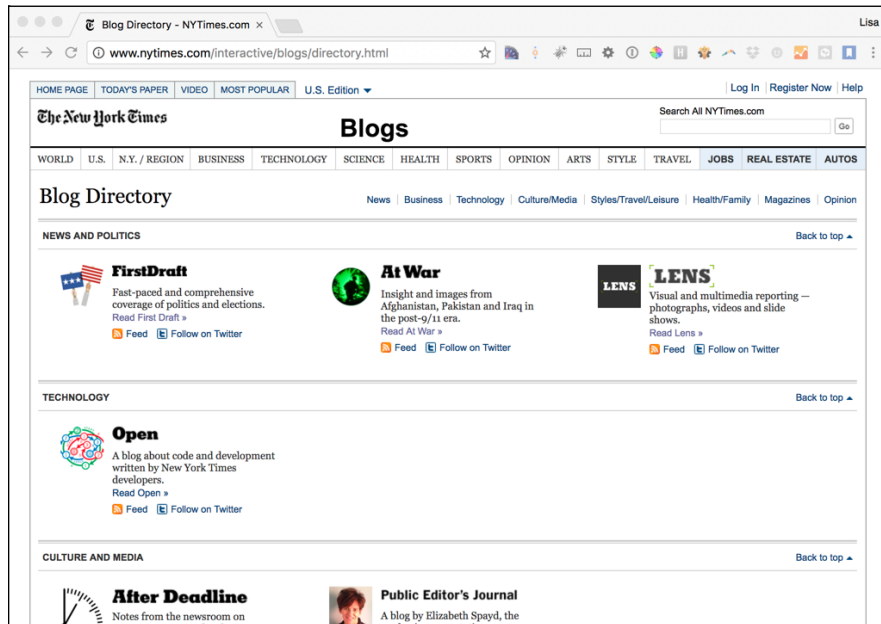 Blog Directory - NYTimes.com ×
Lisa
www.nytimes.com/interactive/blogs/directory.html
HOME PAGE TODAY'S PAPER VIDEO MOST POPULAR U.S. Edition
Log In Register Now Help
The New York Times
Blogs
Search All NYTimes.com
Go
WORLD U.S. N.Y. / REGION BUSINESS TECHNOLOGY SCIENCE HEALTH SPORTS OPINION ARTS STYLE TRAVEL JOBS REAL ESTATE AUTOS
Blog Directory
News Business Technology Culture/Media Styles/Travel/Leisure Health/Family Magazines Opinion
NEWS AND POLITICS
Back to top
FirstDraft
Fast-paced and comprehensive
coverage of politics and elections.
Read First Draft »
Feed Follow on Twitter
At War
Insight and images from
Afghanistan, Pakistan and Iraq in
the post-9/11 era.
Read At War »
Feed Follow on Twitter
LENS
LENS
Visual and multimedia reporting —
photographs, videos and slide
shows.
Read Lens »
Feed Follow on Twitter
TECHNOLOGY
Back to top
Open
A blog about code and development
written by New York Times
developers.
Read Open »
Feed Follow on Twitter
CULTURE AND MEDIA
Back to top
After Deadline
Notes from the newsroom on
Public Editor's Journal
A blog by Elizabeth Spayd, the